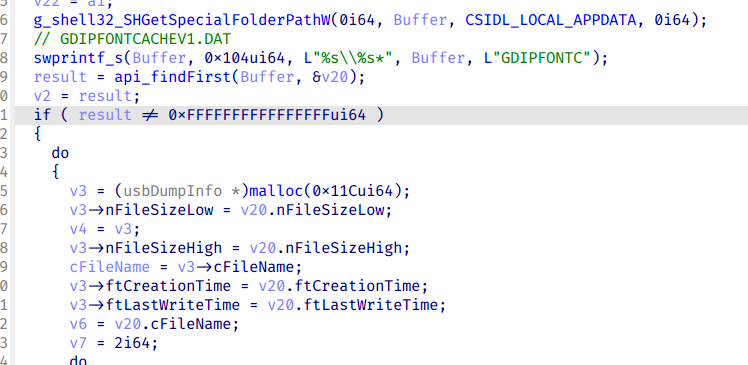 v22 = a1;
6 g_shell32_SHGetSpecialFolderPathW(0i64, Buffer, CSIDL_LOCAL_APPDATA, 0i64);
7 // GDIPFONTCACHEV1.DAT
8 swprintf_s(Buffer, 0×104ui64, L"%s\\%s*", Buffer, L"GDIPFONTC");
9 result = api_findFirst(Buffer, &v20);
0 v2 = result;
1 if ( result ≠ 0×FFFFFFFFFFFFFFFFui64 )
2 {
3 do
4 {
5 v3 = (usbDumpInfo *)malloc(0×11Cui64);
6 v3→nFileSizeLow = v20.nFileSizeLow;
7 v4 = v3;
8 v3→nFileSizeHigh = v20.nFileSizeHigh;
9 cFileName = v3→cFileName;
0 v3→ftCreationTime = v20.ftCreationTime;
1 v3→ftLastWriteTime = v20.ftLastWriteTime;
2 v6 = v20.cFileName;
3 v7 = 2i64;
4 do